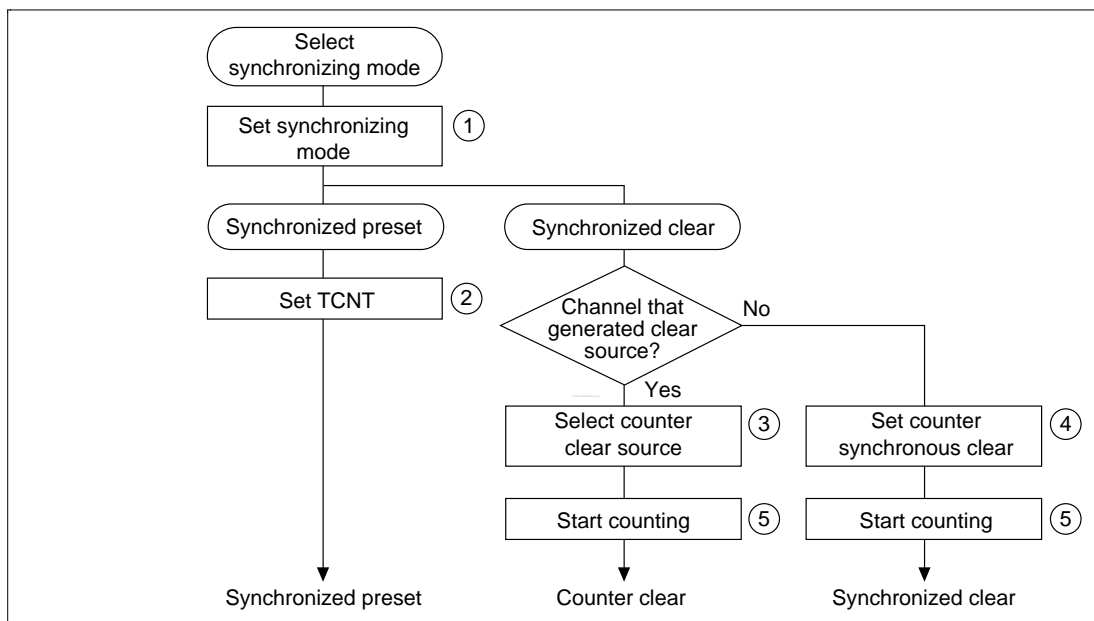 Select
synchronizing mode
Set synchronizing
mode
1
Synchronized preset
Synchronized clear
Set TCNT
2
Channel that
generated clear
source?
No
Yes
Select counter
clear source
3
Set counter
synchronous clear
4
Start counting
5
Start counting
5
Synchronized preset
Counter clear
Synchronized clear